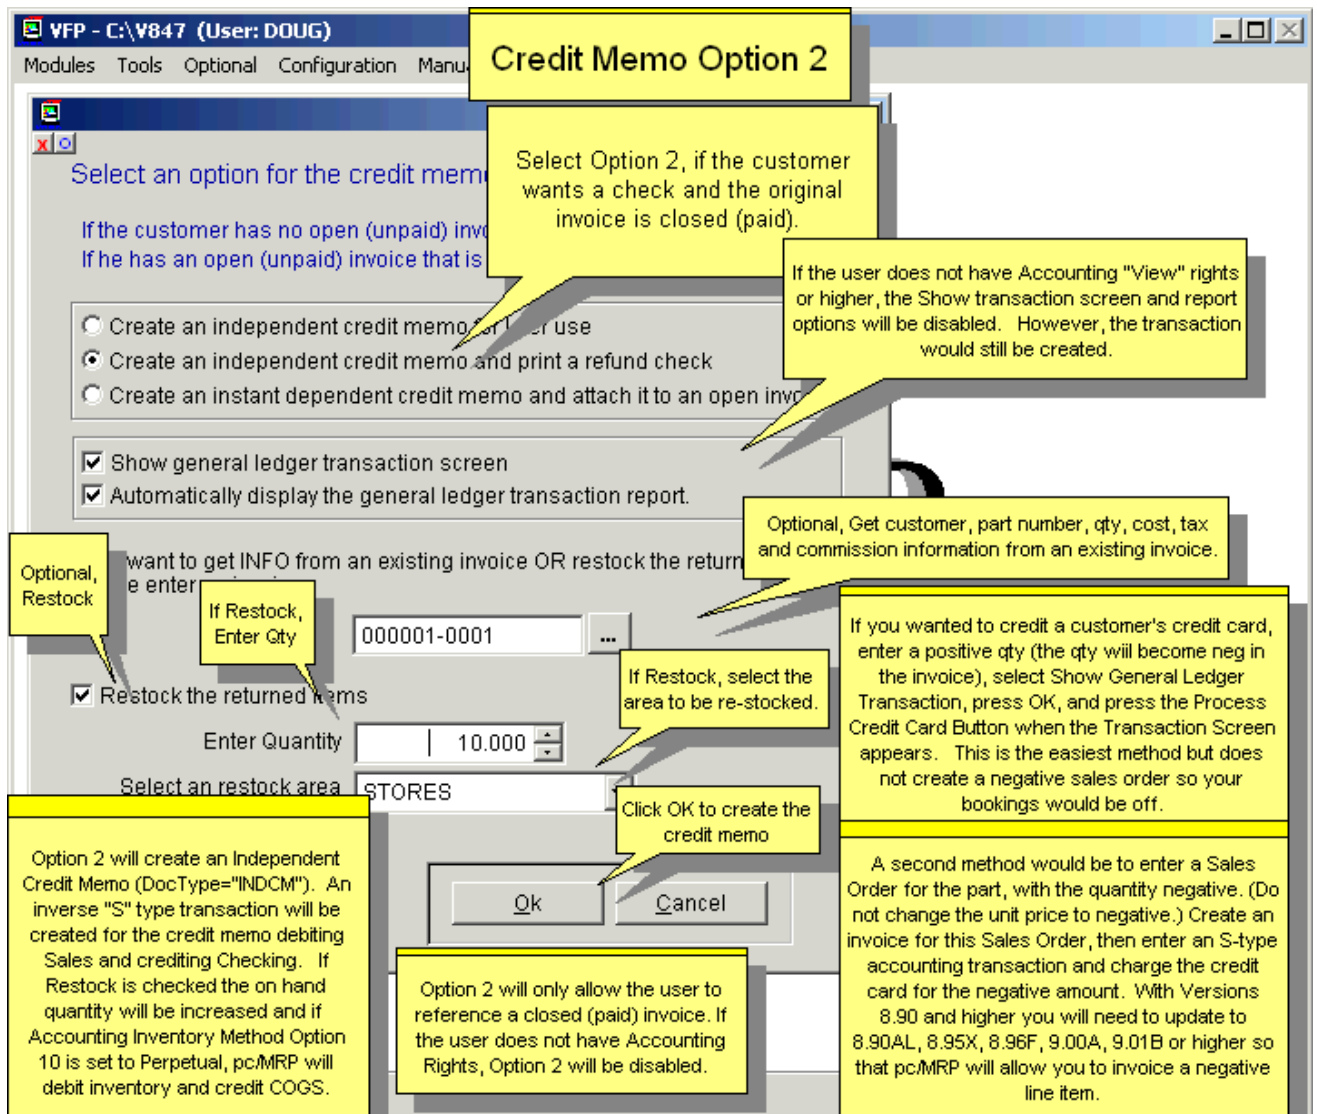 VFP - C:\V847 (User: DOUG)
Modules Tools Optional Configuration Manu
Credit Memo Option 2
Select an option for the credit mem
If the customer has no open (unpaid) inv
If he has an open (unpaid) invoice that is
Select Option 2, if the customer
wants a check and the original
invoice is closed (paid).
If the user does not have Accounting "View" rights
or higher, the Show transaction screen and report
options will be disabled. However, the transaction
would still be created.
Create an independent credit memo for use
Create an independent credit memo and print a refund check
Create an instant dependent credit memo and attach it to an open invo
Show general ledger transaction screen
Automatically display the general ledger transaction report.
Optional, Get customer, part number, qty, cost, tax
and commission information from an existing invoice.
want to get INFO from an existing invoice OR restock the return
e enter
Optional,
Restock
If Restock,
Enter Qty
000001-0001
...
Restock the returned items
If Restock, select the
area to be re-stocked.
Enter Quantity 10.000
Select an restock area STORES
Click OK to create the
credit memo
Ok Cancel
If you wanted to credit a customer's credit card,
enter a positive qty (the qty wiil become neg in
the invoice), select Show General Ledger
Transaction, press OK, and press the Process
Credit Card Button when the Transaction Screen
appears. This is the easiest method but does
not create a negative sales order so your
bookings would be off.
Option 2 will create an Independent
Credit Memo (DocType="INDCM"). An
inverse "S" type transaction will be
created for the credit memo debiting
Sales and crediting Checking. If
Restock is checked the on hand
quantity will be increased and if
Accounting Inventory Method Option
10 is set to Perpetual, pc/MRP will
debit inventory and credit COGS.
Option 2 will only allow the user to
reference a closed (paid) invoice. If
the user does not have Accounting
Rights, Option 2 will be disabled.
A second method would be to enter a Sales
Order for the part, with the quantity negative. (Do
not change the unit price to negative.) Create an
invoice for this Sales Order, then enter an S-type
accounting transaction and charge the credit
card for the negative amount. With Versions
8.90 and higher you will need to update to
8.90AL, 8.95X, 8.96F, 9.00A, 9.01B or higher so
that pc/MRP will allow you to invoice a negative
line item.